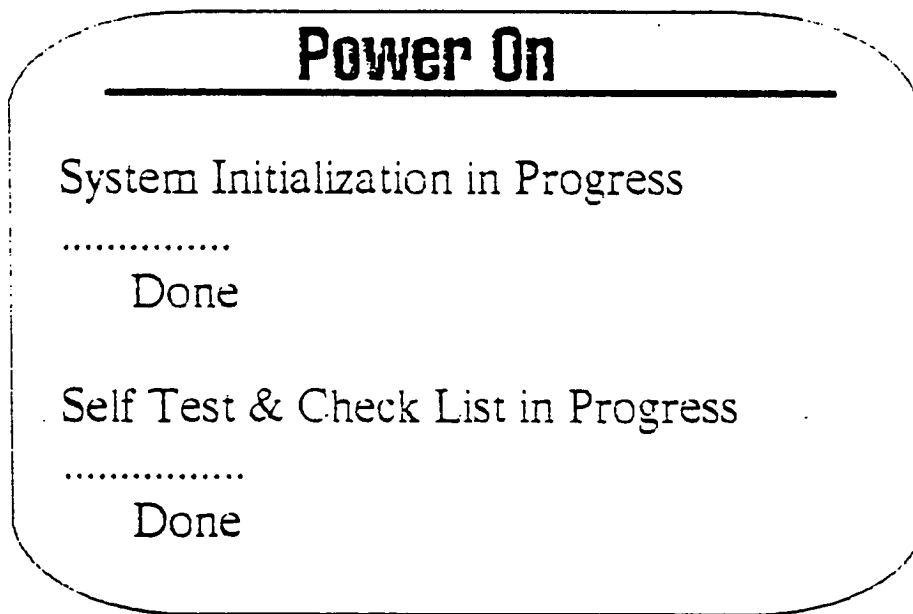 Power On
System Initialization in Progress
...............
Done
Self Test & Check List in Progress
................
Done